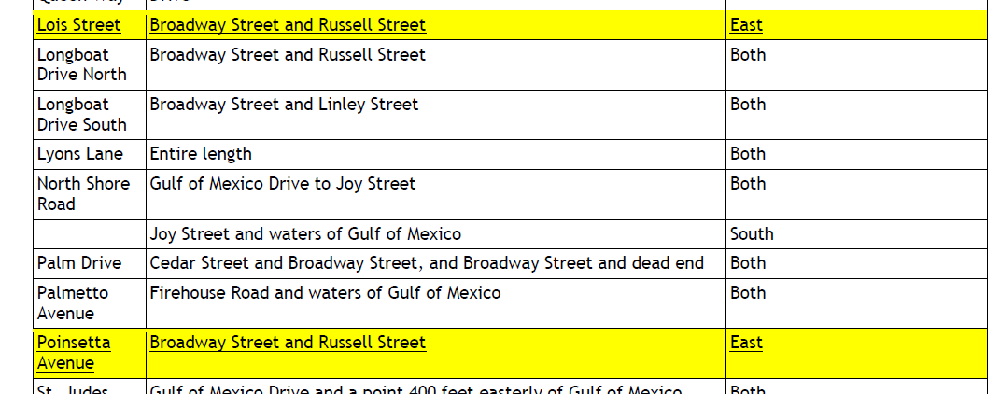 Drive
Lois Street Broadway Street and Russell Street East
Longboat Broadway Street and Russell Street Both
Drive North
Longboat Broadway Street and Linley Street Both
Drive South
Lyons Lane Entire length Both
North Shore Gulf of Mexico Drive to Joy Street Both
Road
Joy Street and waters of Gulf of Mexico South
Palm Drive Cedar Street and Broadway Street, and Broadway Street and dead end Both
Palmetto Firehouse Road and waters of Gulf of Mexico Both
Avenue
Poinsetta Broadway Street and Russell Street East
Avenue
St. Judes Gulf of Mexico Drive and a point 400 feet easterly of Gulf of Mexico Both